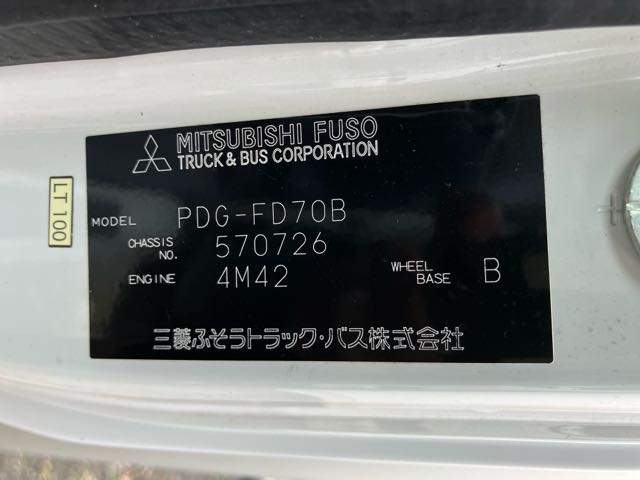 MITSUBISHI FUSO
TRUCK & BUS CORPORATION
LT 100
MODEL PDG-FD70B
CHASSIS NO. 570726
ENGINE 4M42 WHEEL BASE B
三菱ふそうトラック・バス株式会社